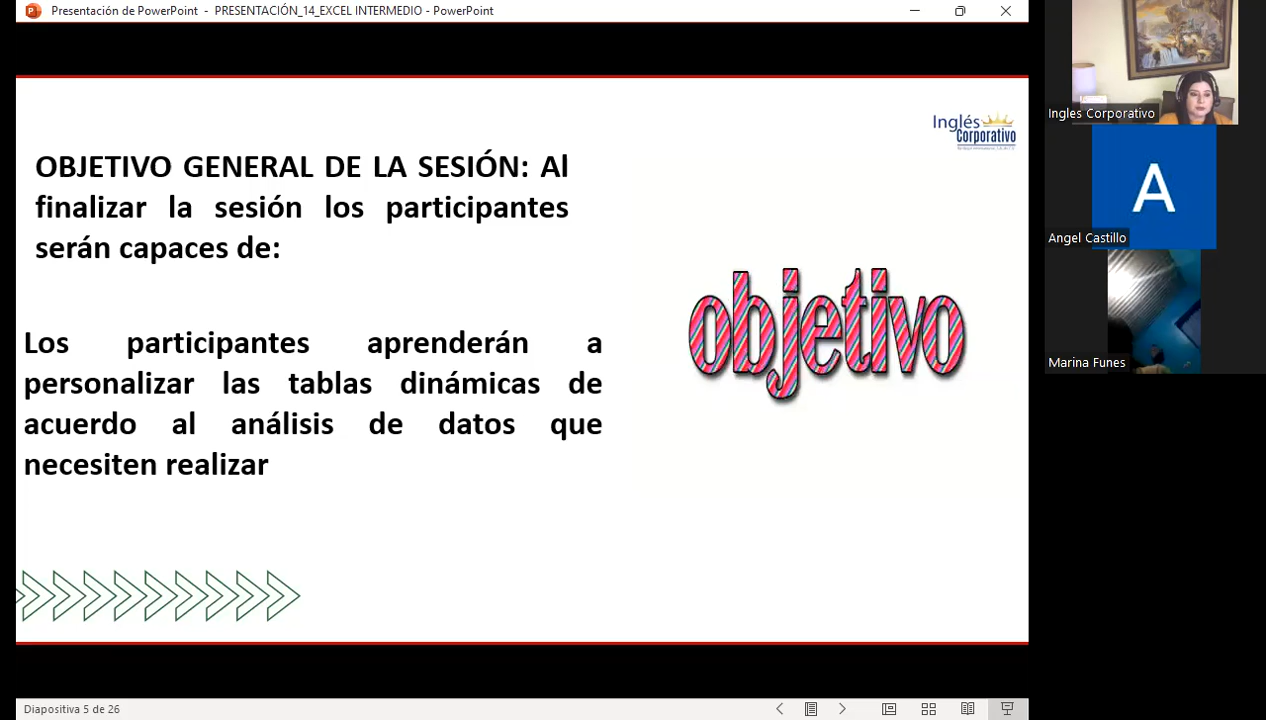 Presentación de PowerPoint - PRESENTACIÓN_14_EXCEL INTERMEDIO - PowerPoint
Inglés
Corporativo
OBJETIVO GENERAL DE LA SESIÓN: Al
finalizar la sesión los participantes
serán capaces de:
Los participantes aprenderán a
personalizar las tablas dinámicas de
acuerdo al análisis de datos que
necesiten realizar
objetivo
Ingles Corporativo
A
Angel Castillo
Marina Funes
Diapositiva 5 de 26